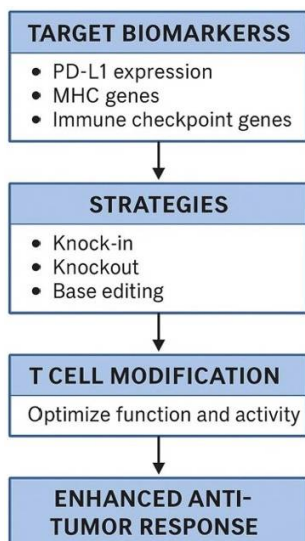 TARGET BIOMARKERSS
• PD-L1 expression
• MHC genes
• Immune checkpoint genes
STRATEGIES
• Knock-in
• Knockout
• Base editing
T CELL MODIFICATION
Optimize function and activity
ENHANCED ANTI-
TUMOR RESPONSE